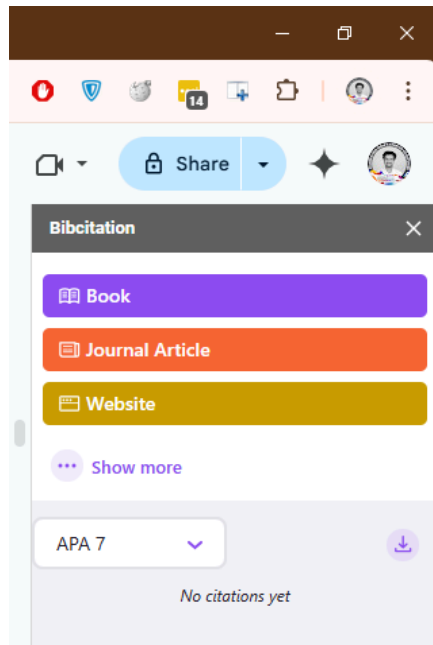 14
Share
Bibcitation
Book
Journal Article
Website
Show more
APA 7
No citations yet